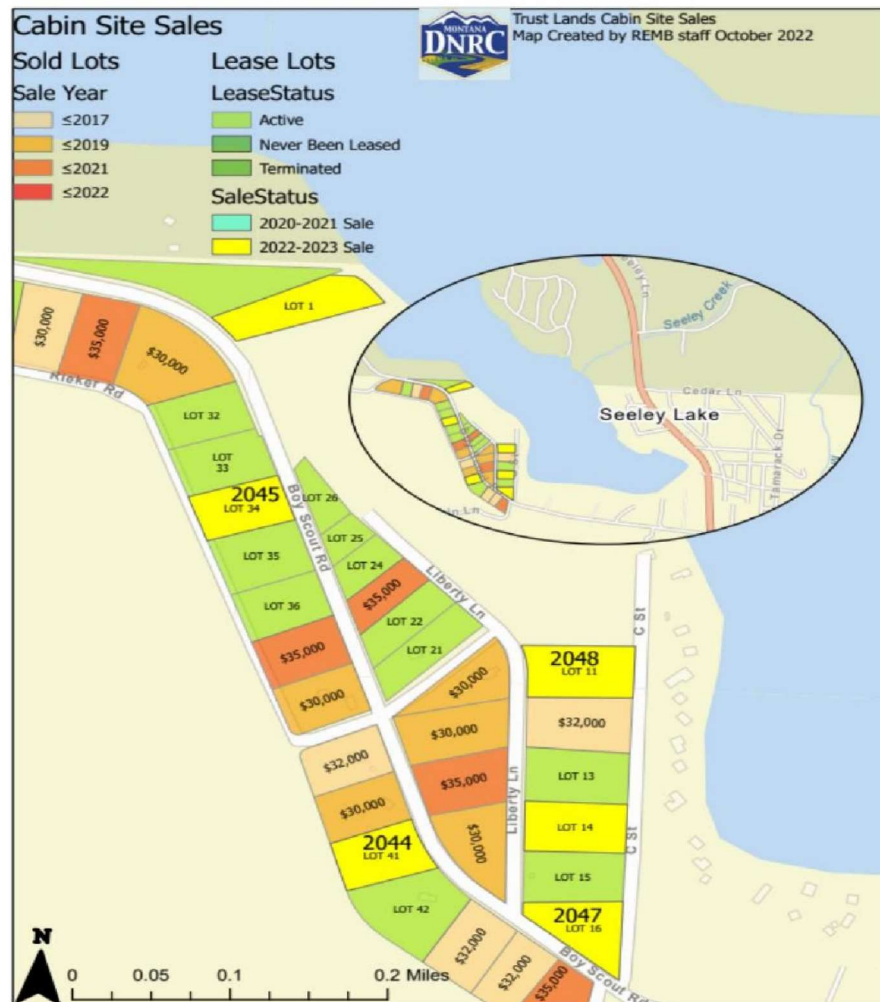 Cabin Site Sales
Sold Lots
Sale Year
≤2017
≤2019
≤2021
≤2022
Lease Lots
LeaseStatus
Active
Never Been Leased
Terminated
SaleStatus
2020-2021 Sale
2022-2023 Sale
MONTANA
DNRC
Trust Lands Cabin Site Sales
Map Created by REMB staff October 2022
LOT 1
$30,000
$35,000
$30,000
Rieker Rd
LOT 32
LOT 33
2045
LOT 34
LOT 35
LOT 36
$35,000
$30,000
Boy Scout Rd
LOT 26
LOT 25
LOT 24
$35,000
LOT 22
LOT 21
Liberty Ln
Seeley Creek
Cedar Ln
Seeley Lake
Tamarack Dr
C St
$30,000
$30,000
$35,000
$30,000
Liberty Ln
2048
LOT 11
$32,000
LOT 13
LOT 14
LOT 15
2047
LOT 16
C St
$32,000
$30,000
2044
LOT 41
LOT 42
$32,000
$32,000
$35,000
Boy Scout Rd
N
0 0.05 0.1 0.2 Miles